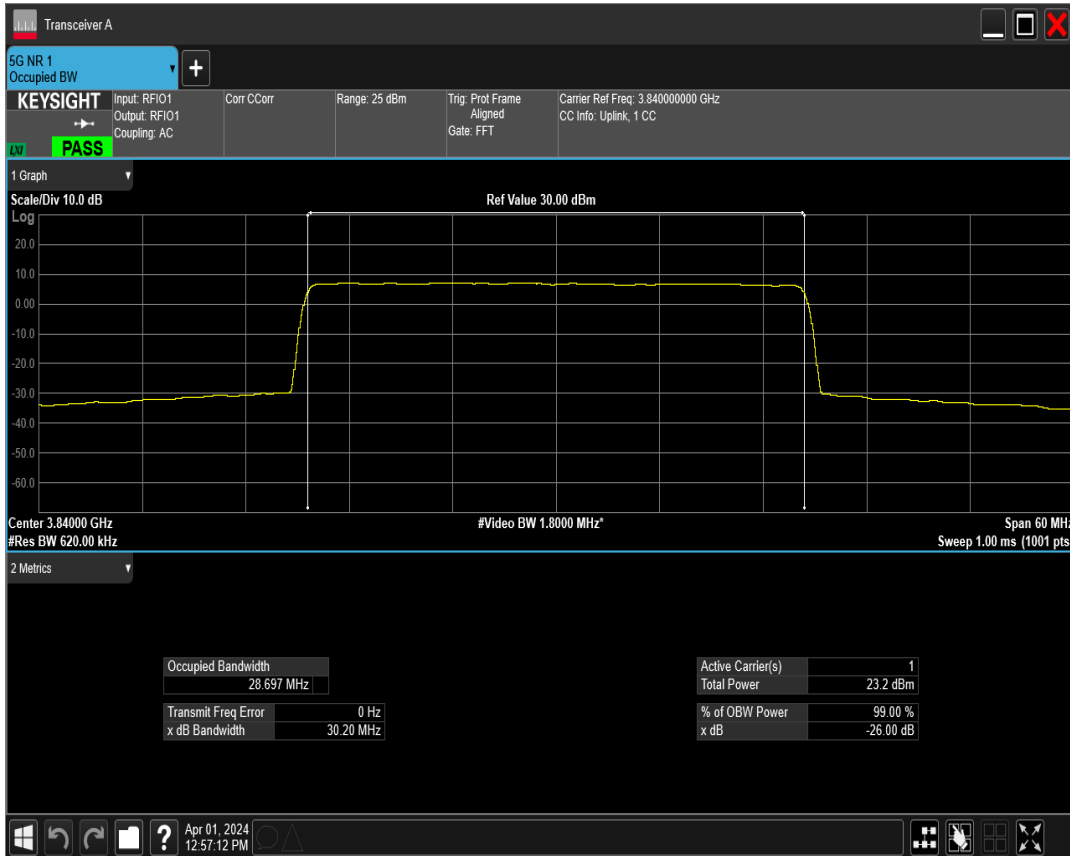 Transceiver A
5G NR 1
Occupied BW
KEYSIGHT
Input: RFIO1
Output: RFIO1
Coupling: AC
Corr CCorr
Range: 25 dBm
Trig: Prot Frame
Aligned
Gate: FFT
Carrier Ref Freq: 3.840000000 GHz
CC Info: Uplink, 1 CC
LXI
PASS
1 Graph
Scale/Div 10.0 dB
Ref Value 30.00 dBm
Log
20.0
10.0
0.00
-10.0
-20.0
-30.0
-40.0
-50.0
-60.0
Center 3.84000 GHz
#Video BW 1.8000 MHz*
Span 60 MHz
#Res BW 620.00 kHz
Sweep 1.00 ms (1001 pts
2 Metrics
Occupied Bandwidth
28.697 MHz
Transmit Freq Error 0 Hz
x dB Bandwidth 30.20 MHz
Active Carrier(s) 1
Total Power 23.2 dBm
% of OBW Power 99.00 %
x dB -26.00 dB
?
Apr 01, 2024
12:57:12 PM